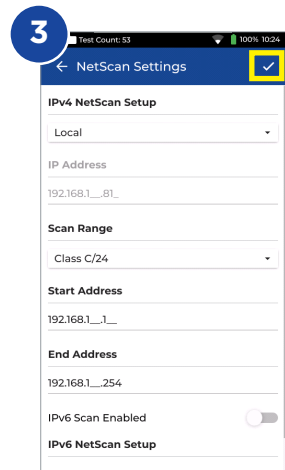 3
Test Count: 53 100% 10:24
NetScan Settings
IPv4 NetScan Setup
Local
IP Address
192.168.1__.81_
Scan Range
Class C/24
Start Address
192.168.1__.1__
End Address
192.168.1__.254
IPv6 Scan Enabled
IPv6 NetScan Setup